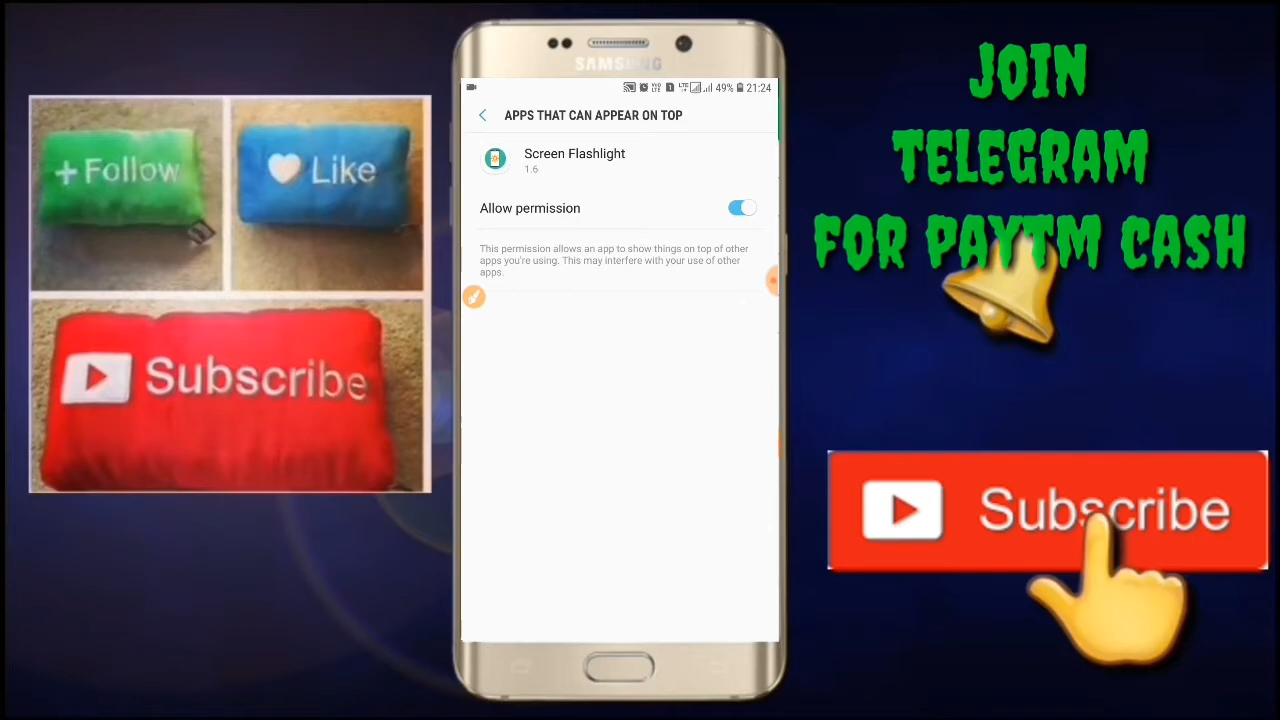 + Follow
Like
Subscribe
SAMSUNG
49% 21:24
APPS THAT CAN APPEAR ON TOP
Screen Flashlight
1.6
Allow permission
This permission allows an app to show things on top of other
apps you're using. This may interfere with your use of other
apps.
JOIN
TELEGRAM
FOR PAYTM CASH
Subscribe